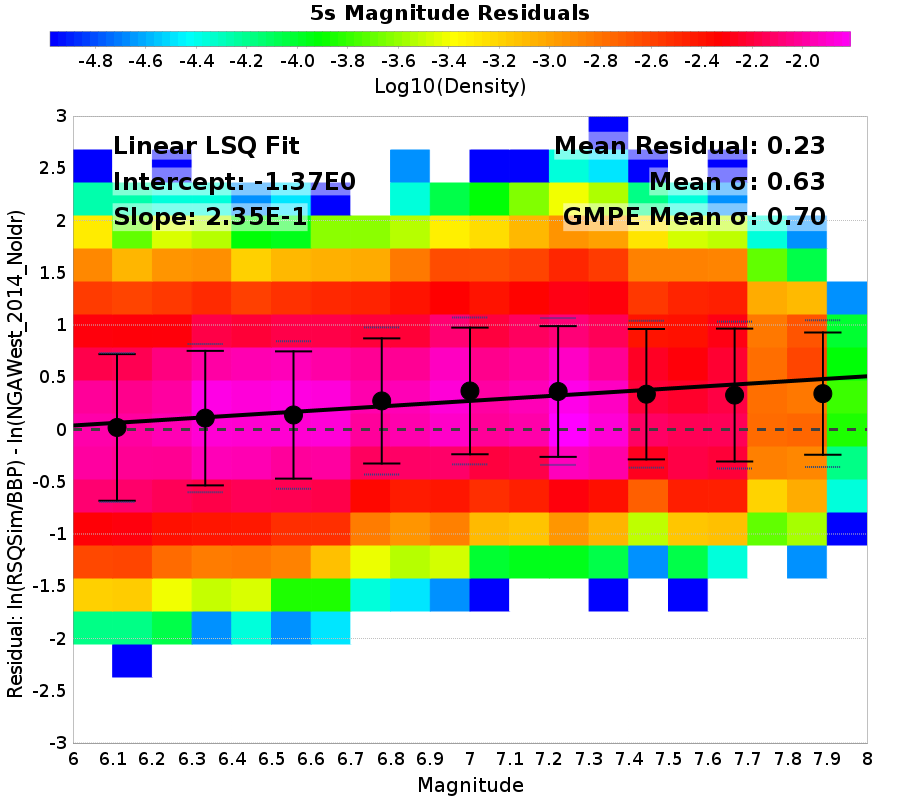 5s Magnitude Residuals
-4.8 -4.6 -4.4 -4.2 -4.0 -3.8 -3.6 -3.4 -3.2 -3.0 -2.8 -2.6 -2.4 -2.2 -2.0
Log10(Density)
Residual: ln(RSQSim/BBP) - ln(NGAWest_2014_NoIdr)
3
2.5
2
1.5
1
0.5
0
-0.5
-1
-1.5
-2
-2.5
-3
Linear LSQ Fit
Intercept: -1.37E0
Slope: 2.35E-1
Mean Residual: 0.23
Mean σ: 0.63
GMPE Mean σ: 0.70
6 6.1 6.2 6.3 6.4 6.5 6.6 6.7 6.8 6.9 7 7.1 7.2 7.3 7.4 7.5 7.6 7.7 7.8 7.9 8
Magnitude